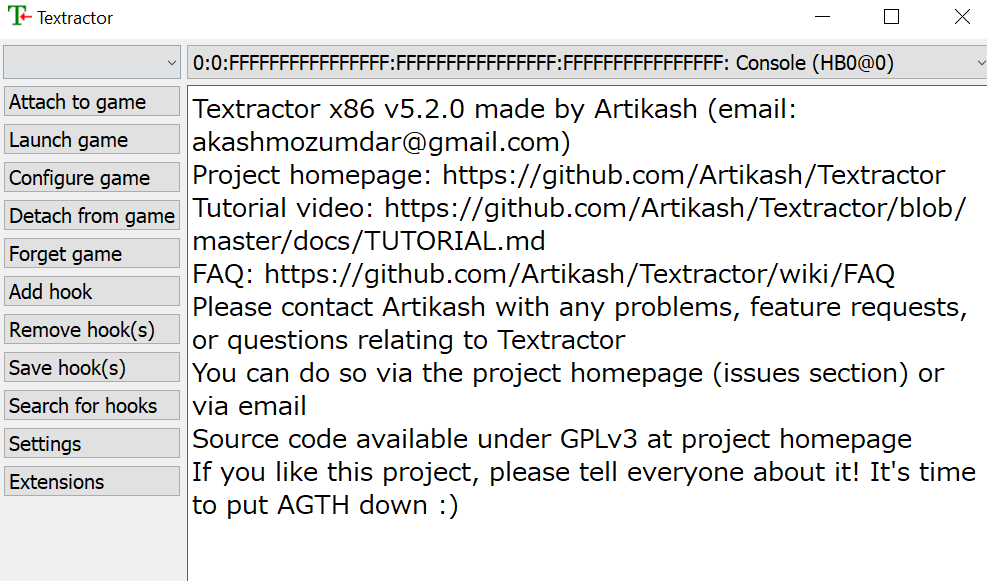 Textractor
0:0:FFFFFFFFFFFFFFFF:FFFFFFFFFFFFFFFF:FFFFFFFFFFFFFFFF: Console (HB0@0)
Attach to game
Launch game
Configure game
Detach from game
Forget game
Add hook
Remove hook(s)
Save hook(s)
Search for hooks
Settings
Extensions
Textractor x86 v5.2.0 made by Artikash (email:
akashmozumdar@gmail.com)
Project homepage: https://github.com/Artikash/Textractor
Tutorial video: https://github.com/Artikash/Textractor/blob/
master/docs/TUTORIAL.md
FAQ: https://github.com/Artikash/Textractor/wiki/FAQ
Please contact Artikash with any problems, feature requests,
or questions relating to Textractor
You can do so via the project homepage (issues section) or
via email
Source code available under GPLv3 at project homepage
If you like this project, please tell everyone about it! It's time
to put AGTH down :)